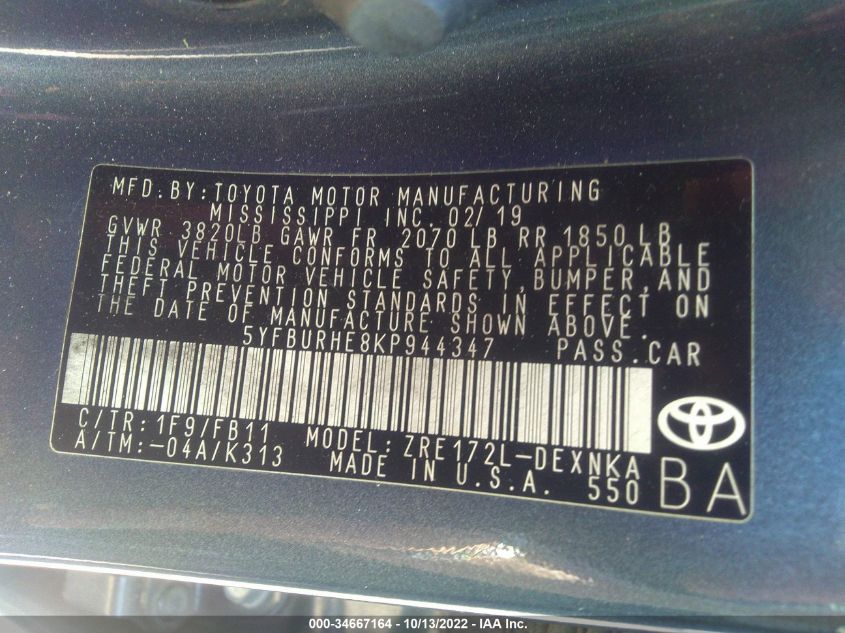 MFD. BY: TOYOTA MOTOR MANUFACTURING
MISSISSIPPI INC. 02/19
GVWR 3820LB GAWR FR 2070 LB RR 1850 LB
THIS VEHICLE CONFORMS TO ALL APPLICABLE
FEDERAL MOTOR VEHICLE SAFETY, BUMPER, AND
THEFT PREVENTION STANDARDS IN EFFECT ON
THE DATE OF MANUFACTURE SHOWN ABOVE.
5YFBURHE8KP944347 PASS. CAR
C/TR: 1F9/FB11 MODEL: ZRE172L-DEXNKA
A/TM: -04A/K313 MADE IN U.S.A. 550
BA
000-34667164 - 10/13/2022 - IAA Inc.